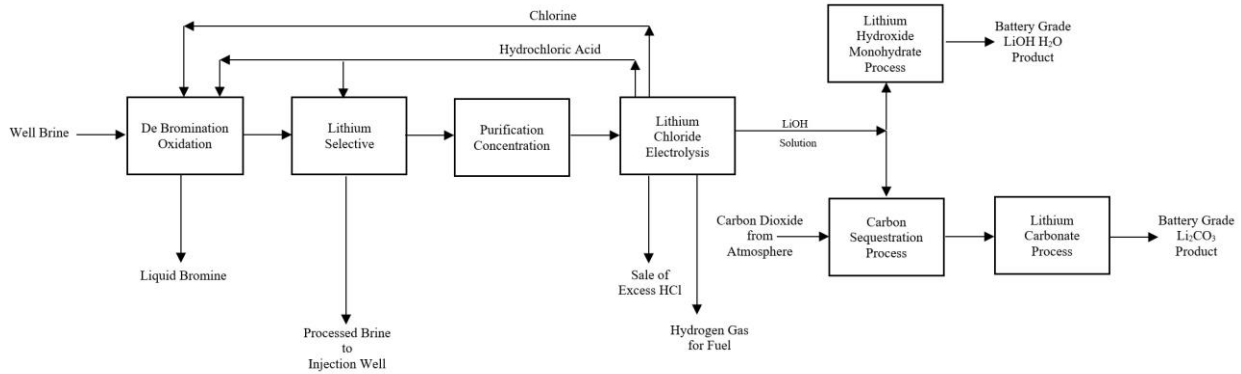 Chlorine
Hydrochloric Acid
Well Brine
De Bromination
Oxidation
Lithium
Selective
Purification
Concentration
Lithium
Chloride
Electrolysis
LiOH
Solution
Lithium
Hydroxide
Monohydrate
Process
Battery Grade
LiOH H₂O
Product
Carbon Dioxide
from
Atmosphere
Carbon
Sequestration
Process
Lithium
Carbonate
Process
Battery Grade
Li₂CO₃
Product
Liquid Bromine
Processed Brine
to
Injection Well
Sale of
Excess HCl
Hydrogen Gas
for Fuel